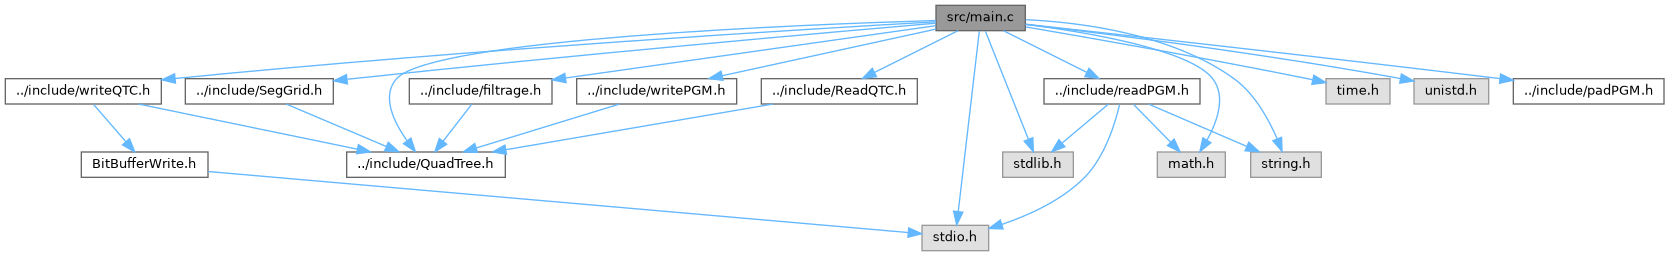 src/main.c
../include/writeQTC.h
../include/SegGrid.h
../include/filtrage.h
../include/writePGM.h
../include/ReadQTC.h
../include/readPGM.h
time.h
unistd.h
../include/padPGM.h
BitBufferWrite.h
../include/QuadTree.h
stdlib.h
math.h
string.h
stdio.h